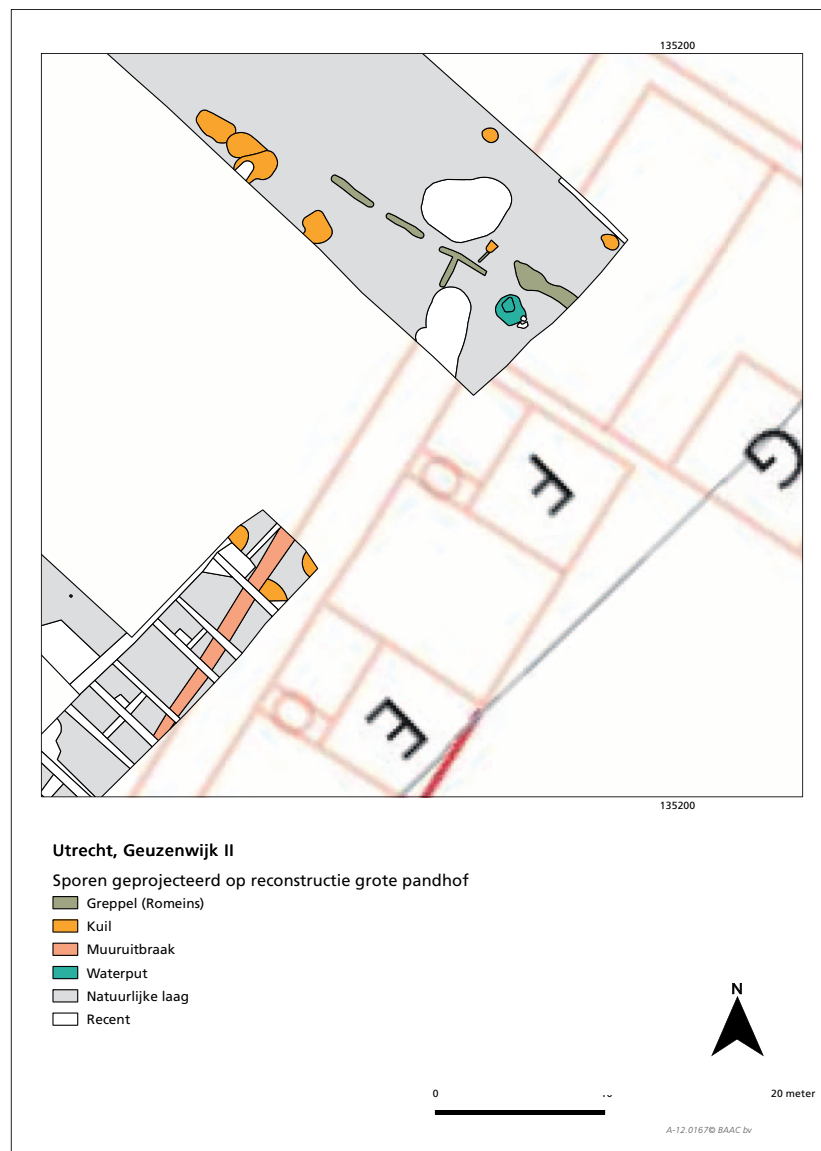 135200
F
G
E
135200
Utrecht, Geuzenwijk II
Sporen geprojecteerd op reconstructie grote pandhof
Greppel (Romeins)
Kuil
Muuruitbraak
Waterput
Natuurlijke laag
Recent
N
0 20 meter
A-12.0167© BAAC bv